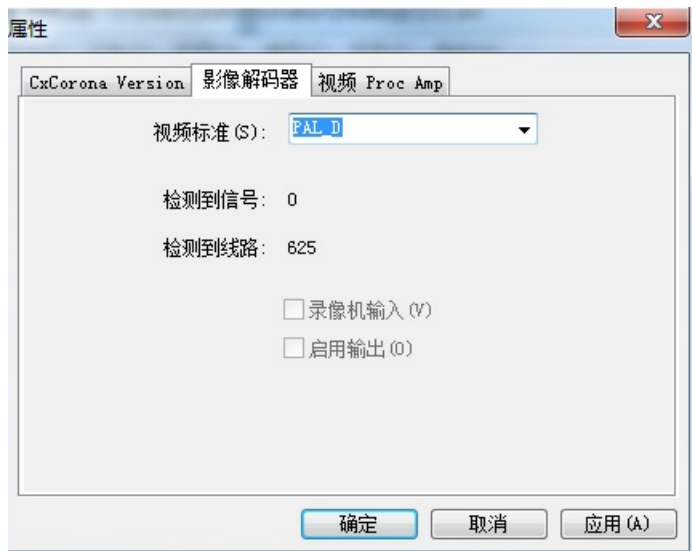 属性
CxCorona Version 影像解码器 视频 Proc Amp
视频标准(S): PAL_D
检测到信号: 0
检测到线路: 625
录像机输入(V)
启用输出(O)
确定 取消 应用(A)